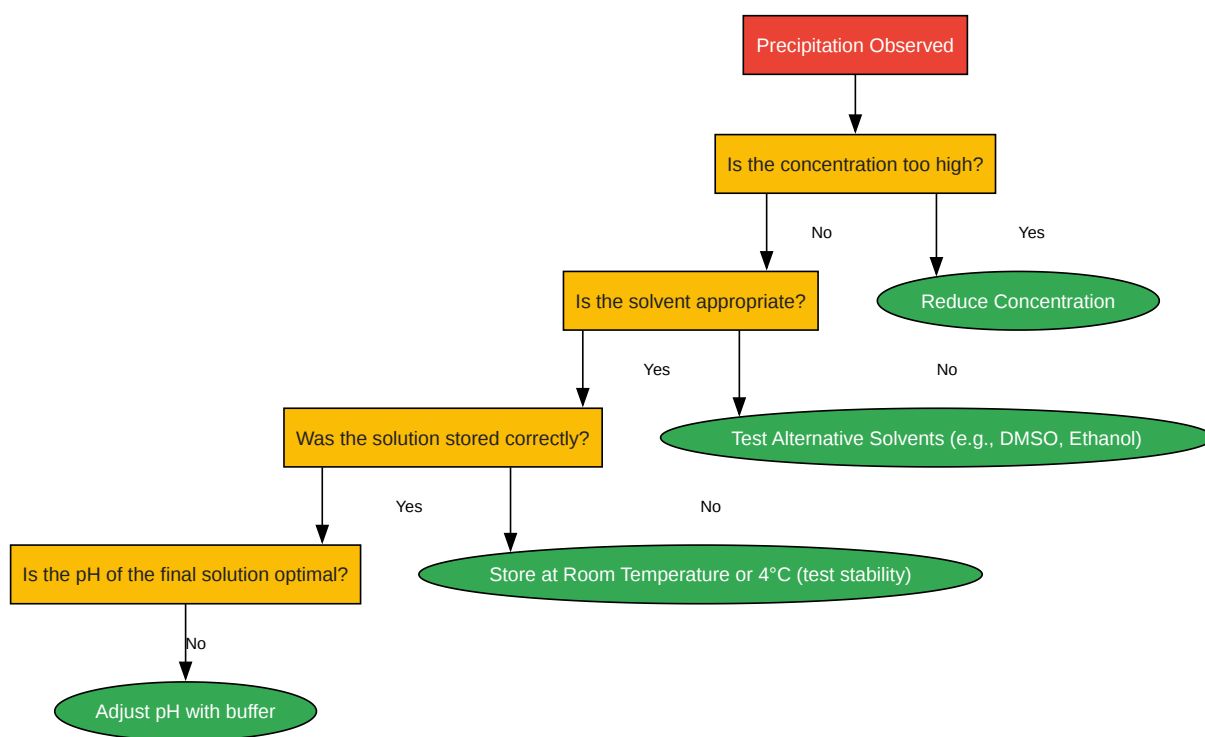 Precipitation Observed
Is the concentration too high?
No
Yes
Is the solvent appropriate?
Reduce Concentration
Yes
No
Was the solution stored correctly?
Test Alternative Solvents (e.g., DMSO, Ethanol)
Yes
No
Is the pH of the final solution optimal?
Store at Room Temperature or 4°C (test stability)
No
Adjust pH with buffer